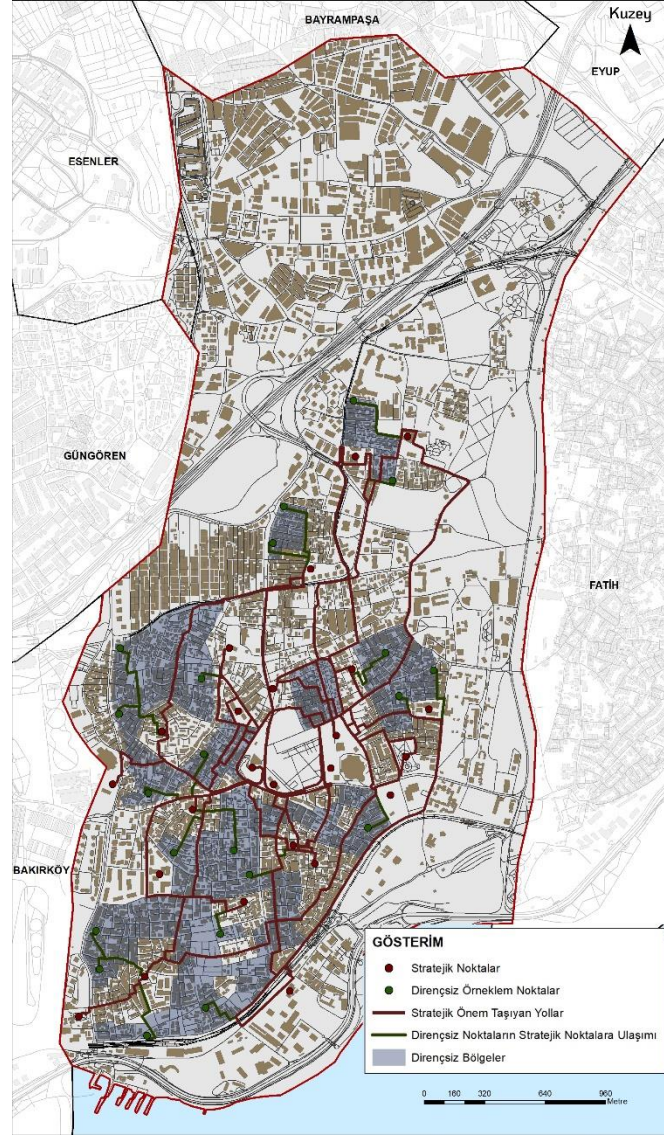 BAYRAMPAŞA
Kuzey
EYUP
ESENLER
GÜNGÖREN
FATİH
BAKIRKÖY
GÖSTERİM
Stratejik Noktalar
Dirençsiz Örneklem Noktalar
Stratejik Önem Taşıyan Yollar
Dirençsiz Noktaların Stratejik Noktalara Ulaşımı
Dirençsiz Bölgeler
0 160 320 640 960
Metre